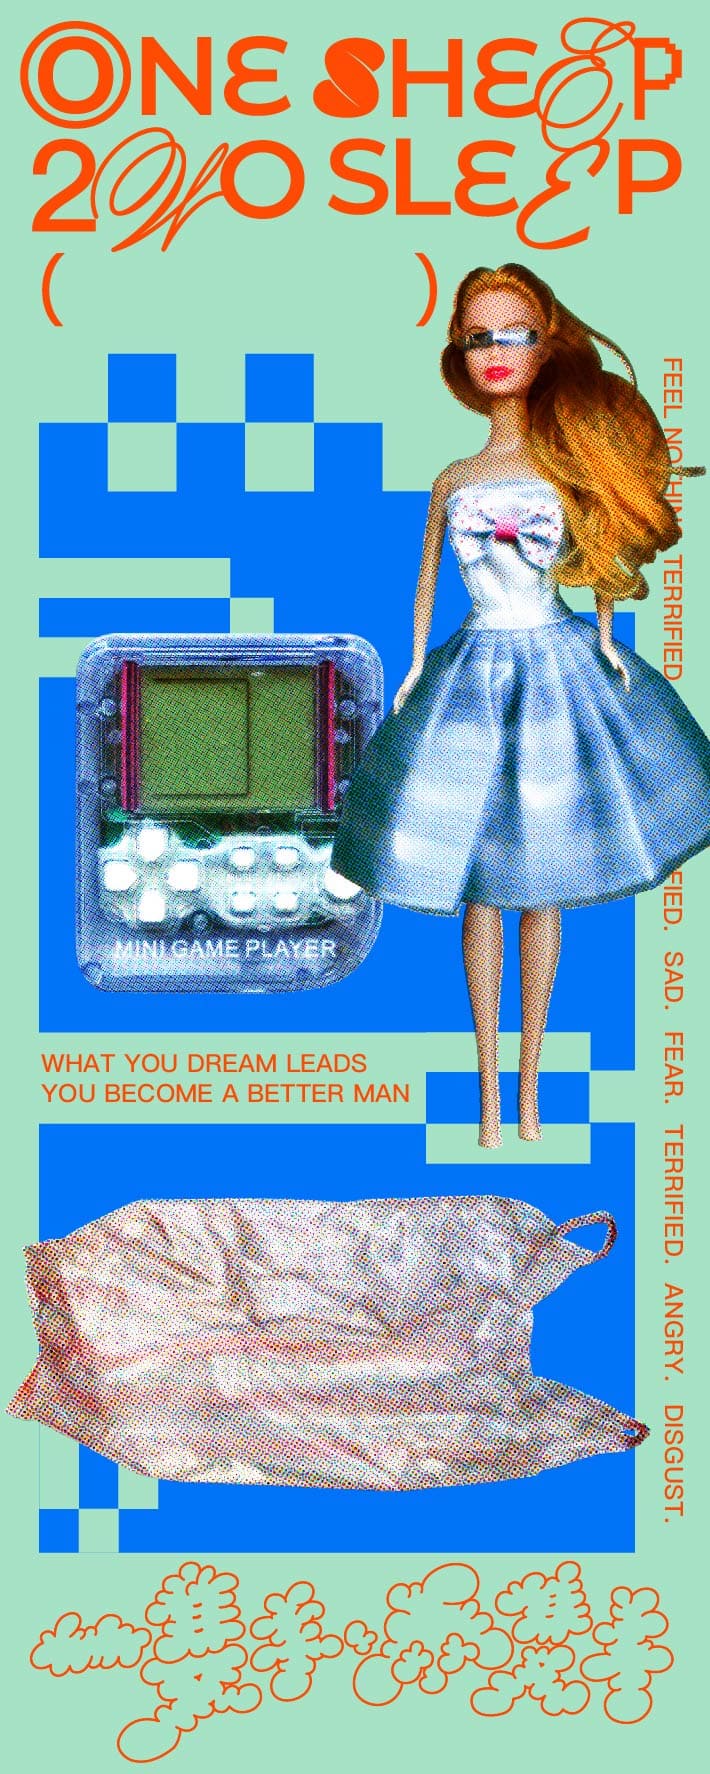 ONE SHEEP
2WO SLEEP
( )
MINI GAME PLAYER
WHAT YOU DREAM LEADS
YOU BECOME A BETTER MAN
FEEL NOTHING TERRIFIED
SAD. FEAR. TERRIFIED. ANGRY. DISGUST.